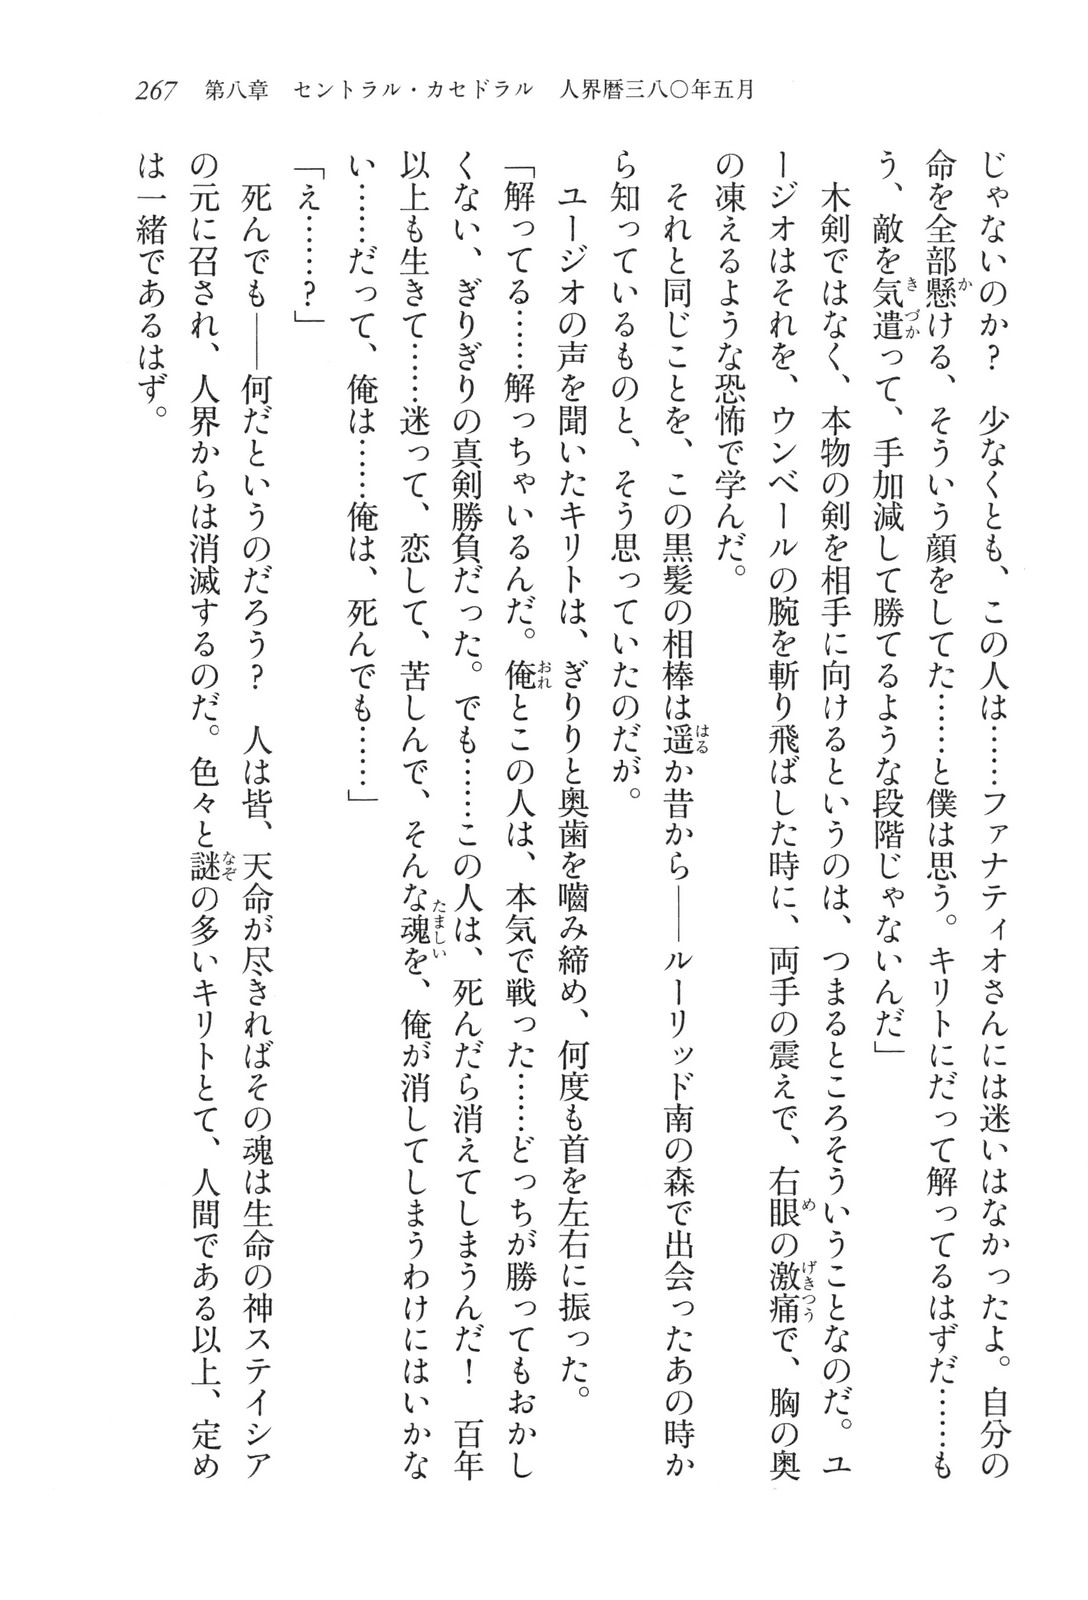 267　第八章　セントラル・カセドラル　人界暦三八〇年五月
じゃないのか？　少なくとも、この人は……ファナティオさんには迷いはなかったよ。自分の
命を全部懸ける、そういう顔をしてた……と僕は思う。キリトにだって解ってるはずだ……も
う、敵を気遣って、手加減して勝てるような段階じゃないんだ」
　木剣ではなく、本物の剣を相手に向けるというのは、つまるところそういうことなのだ。ユ
ージオはそれを、ウンベールの腕を斬り飛ばした時に、両手の震えで、右眼の激痛で、胸の奥
の凍えるような恐怖で学んだ。
　それと同じことを、この黒髪の相棒は遥か昔から――ルーリッド南の森で出会ったあの時か
ら知っているものと、そう思っていたのだが。
　ユージオの声を聞いたキリトは、ぎりりと奥歯を嚙み締め、何度も首を左右に振った。
「解ってる……解っちゃいるんだ。俺とこの人は、本気で戦った……どっちが勝ってもおかし
くない、ぎりぎりの真剣勝負だった。でも……この人は、死んだら消えてしまうんだ！　百年
以上も生きて……迷って、恋して、苦しんで、そんな魂を、俺が消してしまうわけにはいかな
い……だって、俺は……俺は、死んでも……」
「え……？」
　死んでも――何だというのだろう？　人は皆、天命が尽きればその魂は生命の神ステイシア
の元に召され、人界からは消滅するのだ。色々と謎の多いキリトとて、人間である以上、定め
は一緒であるはず。